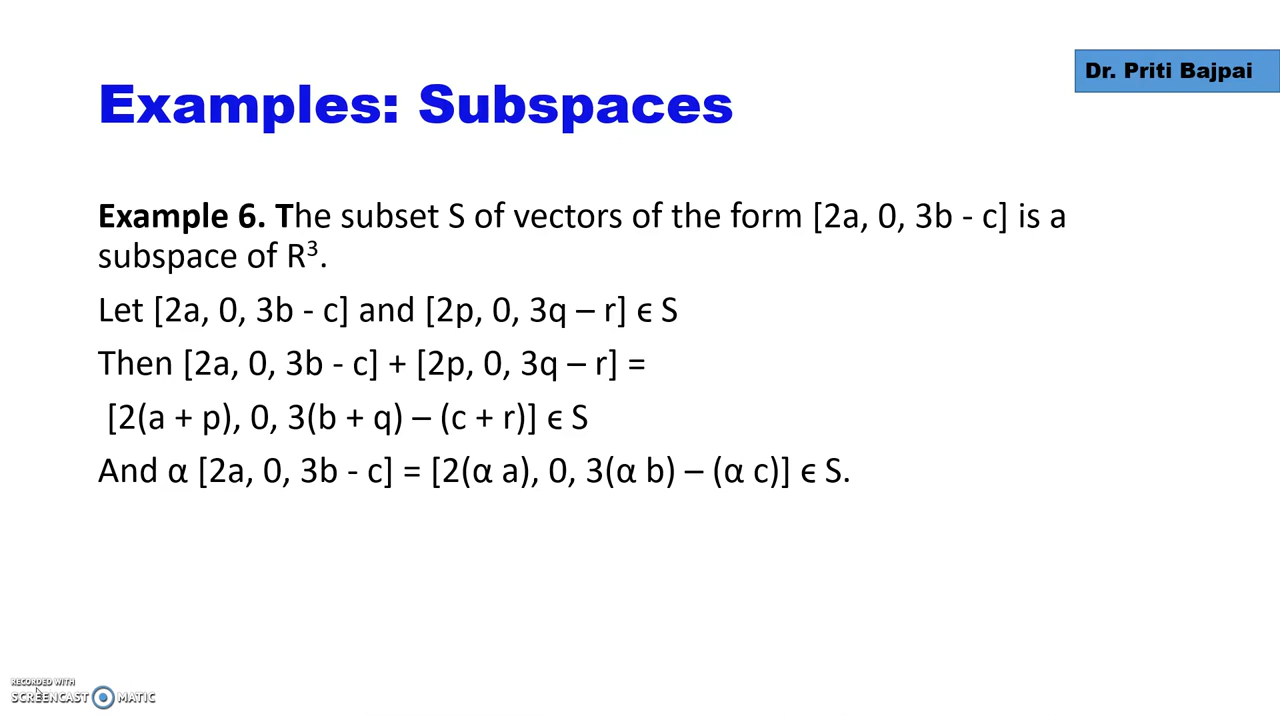 Dr. Priti Bajpai
Examples: Subspaces
Example 6. The subset S of vectors of the form [2a, 0, 3b - c] is a
subspace of R³.
Let [2a, 0, 3b - c] and [2p, 0, 3q – r] ϵ S
Then [2a, 0, 3b - c] + [2p, 0, 3q – r] =
[2(a + p), 0, 3(b + q) – (c + r)] ϵ S
And α [2a, 0, 3b - c] = [2(α a), 0, 3(α b) – (α c)] ϵ S.
RECORDED WITH
SCREENCAST MATIC